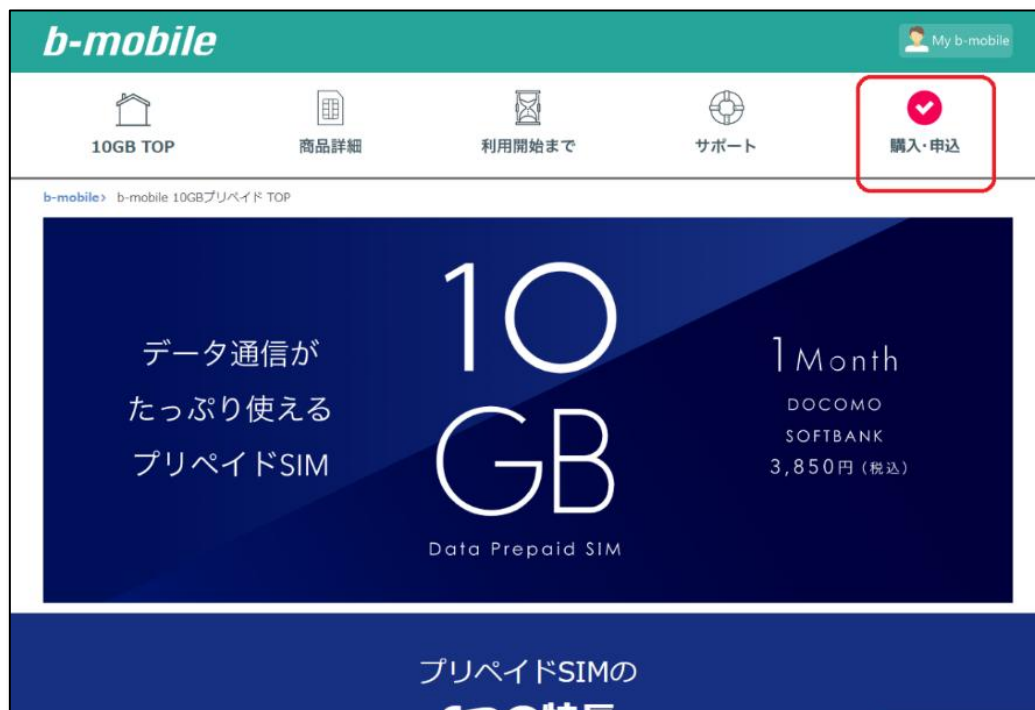 b-mobile
My b-mobile
10GB TOP
商品詳細
利用開始まで
サポート
購入・申込
b-mobile› b-mobile 10GBプリペイド TOP
データ通信が
たっぷり使える
プリペイドSIM
10
GB
Data Prepaid SIM
1 Month
DOCOMO
SOFTBANK
3,850円 (税込)
プリペイドSIMの